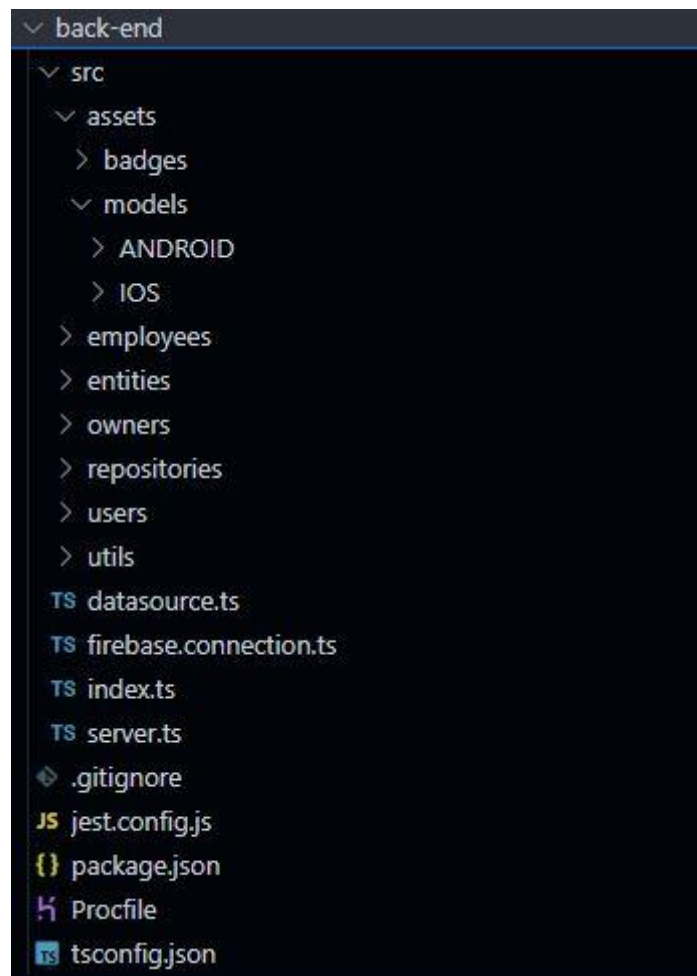 back-end
src
assets
badges
models
ANDROID
IOS
employees
entities
owners
repositories
users
utils
TS datasource.ts
TS firebase.connection.ts
TS index.ts
TS server.ts
.gitignore
JS jest.config.js
{} package.json
Procfile
TS tsconfig.json